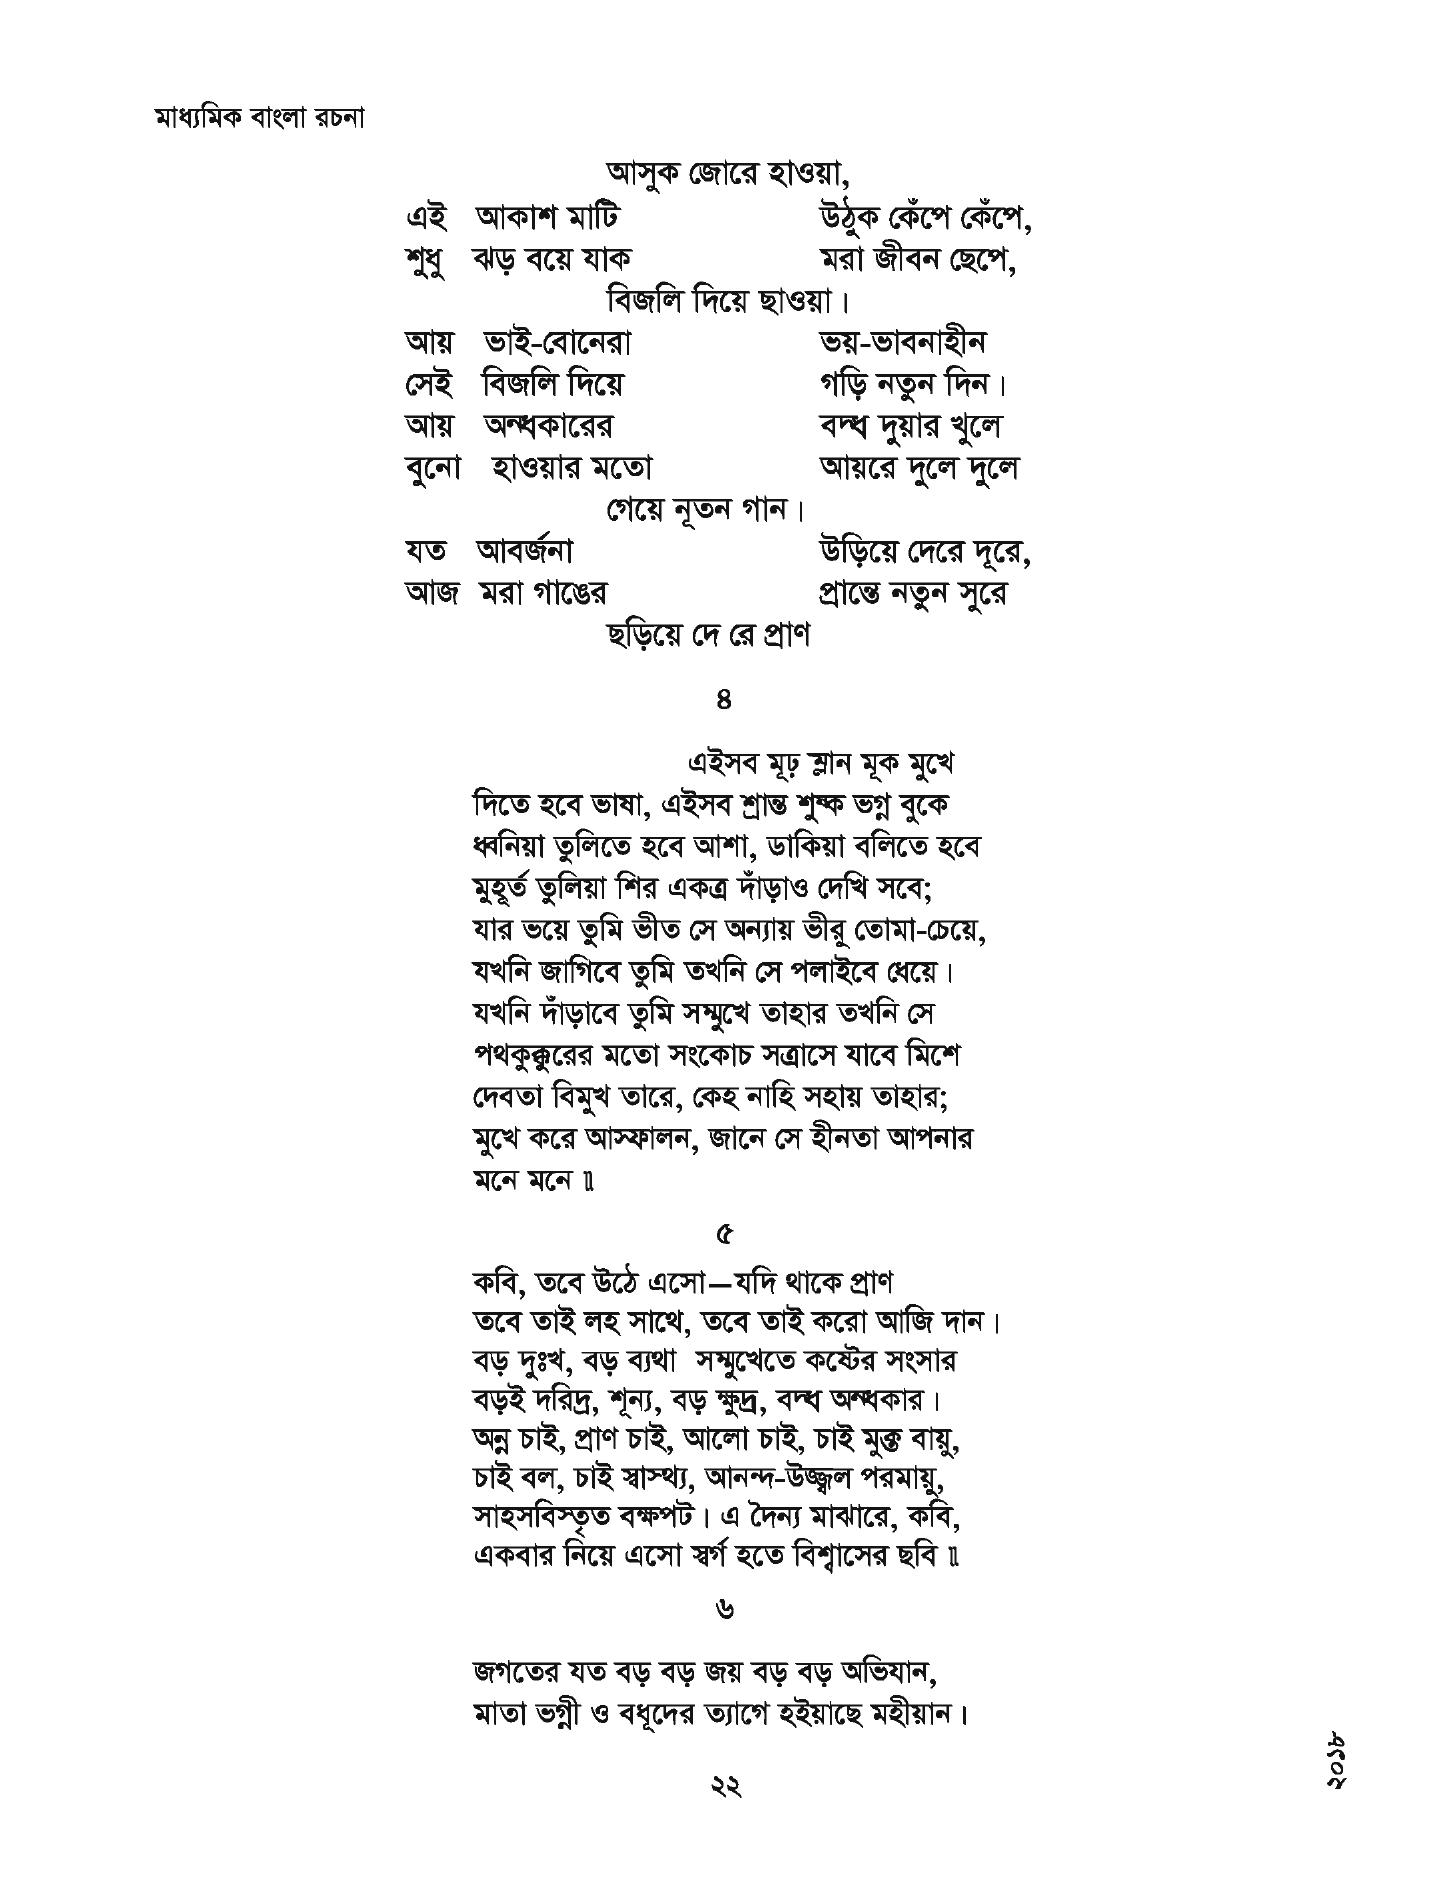 মাধ্যমিক বাংলা রচনা
আসুক জোরে হাওয়া,
এই আকাশ মাটি উঠুক কেঁপে কেঁপে,
শুধু ঝড় বয়ে যাক মরা জীবন ছেপে,
বিজলি দিয়ে ছাওয়া।
আয় ভাই-বোনেরা ভয়-ভাবনাহীন
সেই বিজলি দিয়ে গড়ি নতুন দিন।
আয় অন্ধকারের বদ্ধ দুয়ার খুলে
বুনো হাওয়ার মতো আয়রে দুলে দুলে
গেয়ে নূতন গান।
যত আবর্জনা উড়িয়ে দেরে দূরে,
আজ মরা গাঙের প্রান্তে নতুন সুরে
ছড়িয়ে দে রে প্রাণ
৪
এইসব মূঢ় ম্লান মূক মুখে
দিতে হবে ভাষা, এইসব শ্রান্ত শুষ্ক ভগ্ন বুকে
ধ্বনিয়া তুলিতে হবে আশা, ডাকিয়া বলিতে হবে
মুহূর্ত তুলিয়া শির একত্র দাঁড়াও দেখি সবে;
যার ভয়ে তুমি ভীত সে অন্যায় ভীরু তোমা-চেয়ে,
যখনি জাগিবে তুমি তখনি সে পলাইবে ধেয়ে।
যখনি দাঁড়াবে তুমি সম্মুখে তাহার তখনি সে
পথকুক্কুরের মতো সংকোচ সত্রাসে যাবে মিশে
দেবতা বিমুখ তারে, কেহ নাহি সহায় তাহার;
মুখে করে আস্ফালন, জানে সে হীনতা আপনার
মনে মনে॥
৫
কবি, তবে উঠে এসো—যদি থাকে প্রাণ
তবে তাই লহ সাথে, তবে তাই করো আজি দান।
বড় দুঃখ, বড় ব্যথা সম্মুখেতে কষ্টের সংসার
বড়ই দরিদ্র, শূন্য, বড় ক্ষুদ্র, বদ্ধ অন্ধকার।
অন্ন চাই, প্রাণ চাই, আলো চাই, চাই মুক্ত বায়ু,
চাই বল, চাই স্বাস্থ্য, আনন্দ-উজ্জ্বল পরমায়ু,
সাহসবিস্তৃত বক্ষপট। এ দৈন্য মাঝারে, কবি,
একবার নিয়ে এসো স্বর্গ হতে বিশ্বাসের ছবি॥
৬
জগতের যত বড় বড় জয় বড় বড় অভিযান,
মাতা ভগ্নী ও বধূদের ত্যাগে হইয়াছে মহীয়ান।
২২
২০১৮